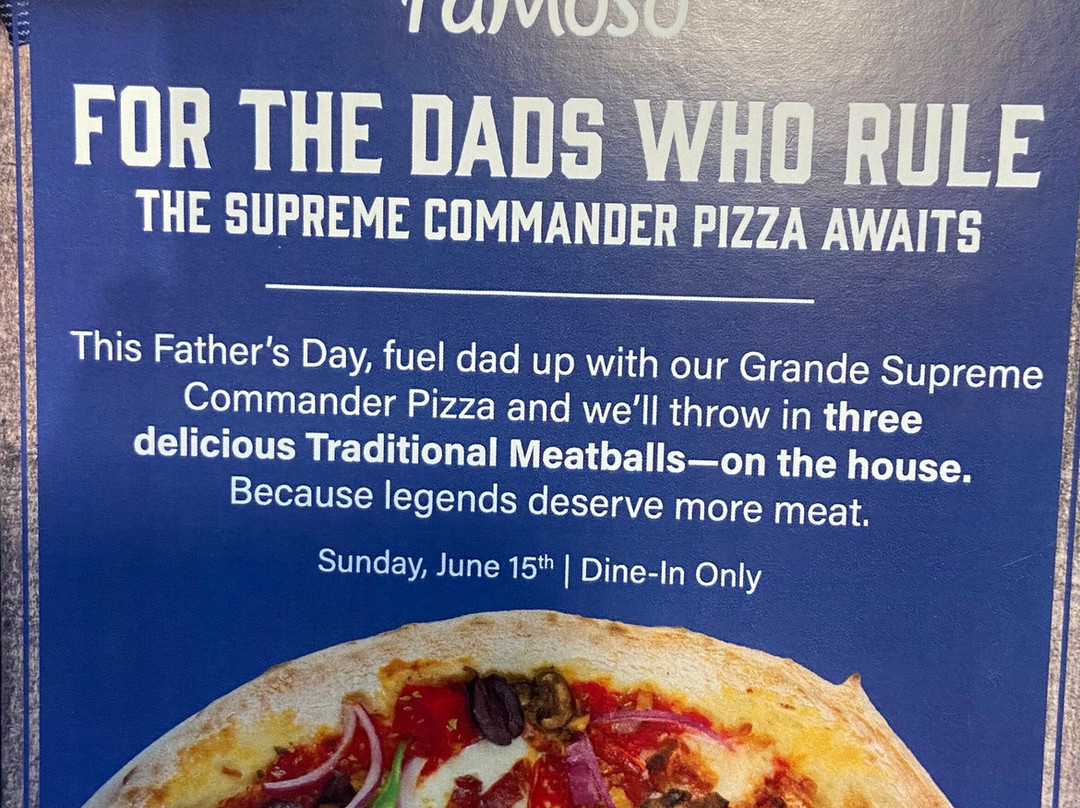 Famoso
FOR THE DADS WHO RULE
THE SUPREME COMMANDER PIZZA AWAITS
This Father's Day, fuel dad up with our Grande Supreme
Commander Pizza and we'll throw in three
delicious Traditional Meatballs—on the house.
Because legends deserve more meat.
Sunday, June 15th | Dine-In Only